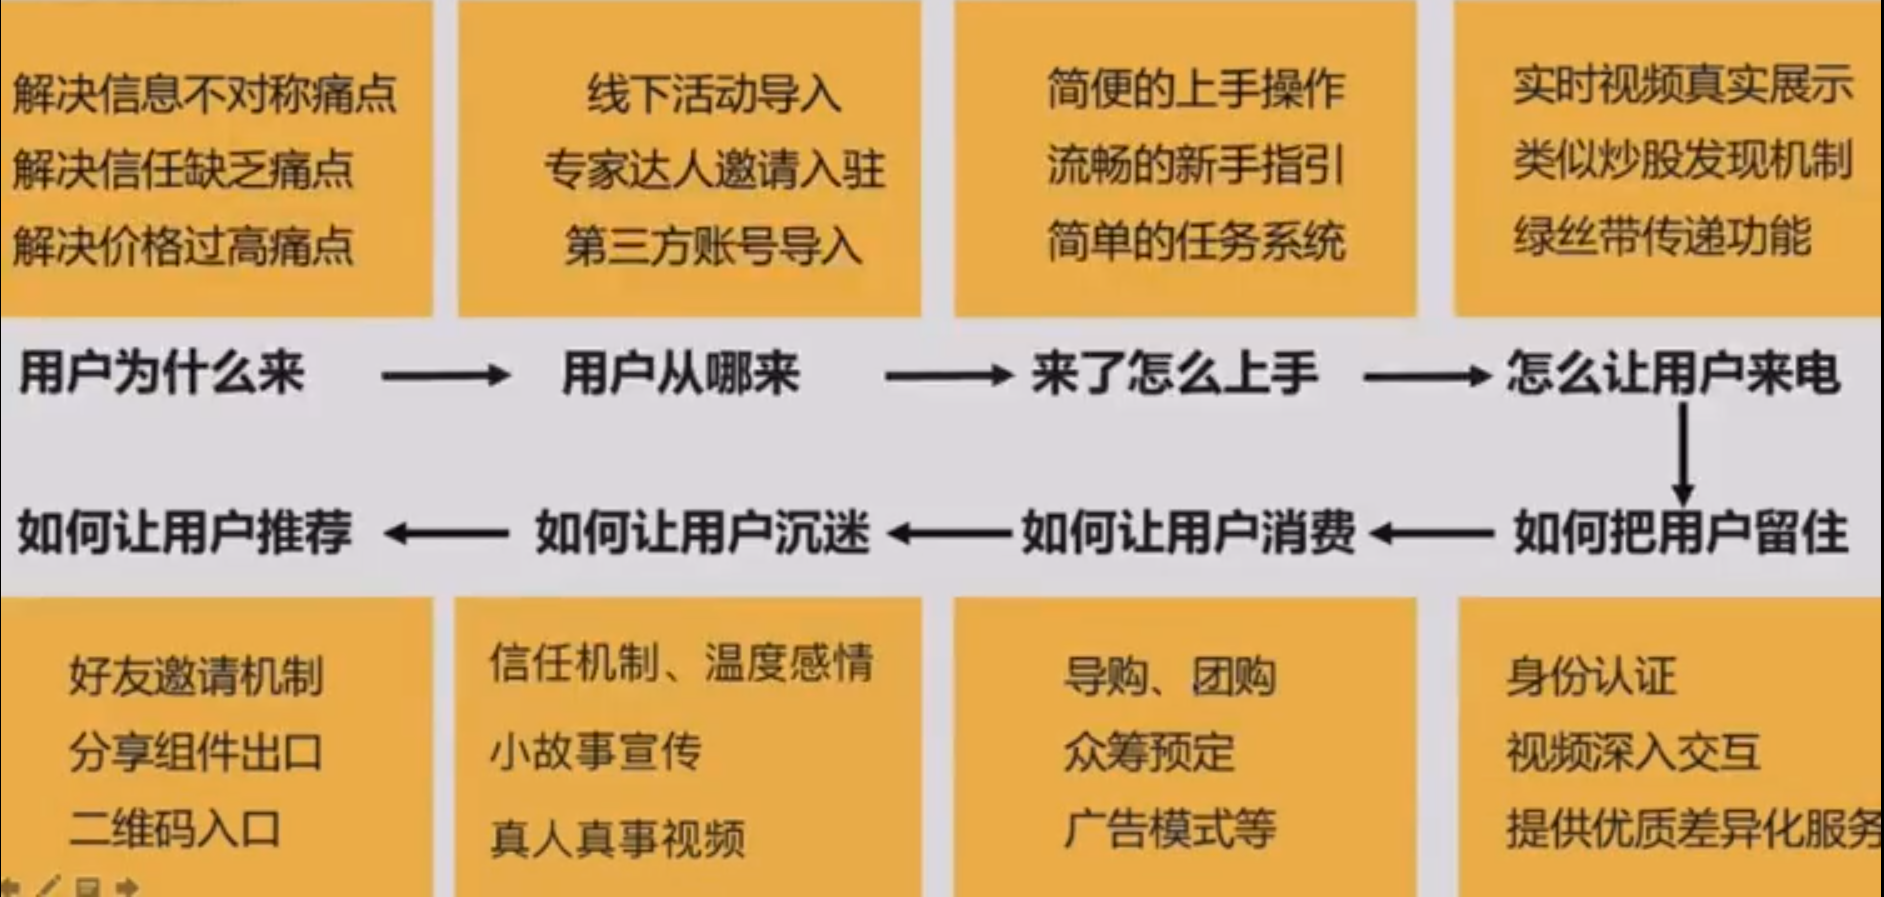 解决信息不对称痛点
解决信任缺乏痛点
解决价格过高痛点
线下活动导入
专家达人邀请入驻
第三方账号导入
简便的上手操作
流畅的新手指引
简单的任务系统
实时视频真实展示
类似炒股发现机制
绿丝带传递功能
用户为什么来
用户从哪来
来了怎么上手
怎么让用户来电
如何把用户留住
如何让用户消费
如何让用户沉迷
如何让用户推荐
好友邀请机制
分享组件出口
二维码入口
信任机制、温度感情
小故事宣传
真人真事视频
导购、团购
众筹预定
广告模式等
身份认证
视频深入交互
提供优质差异化服务